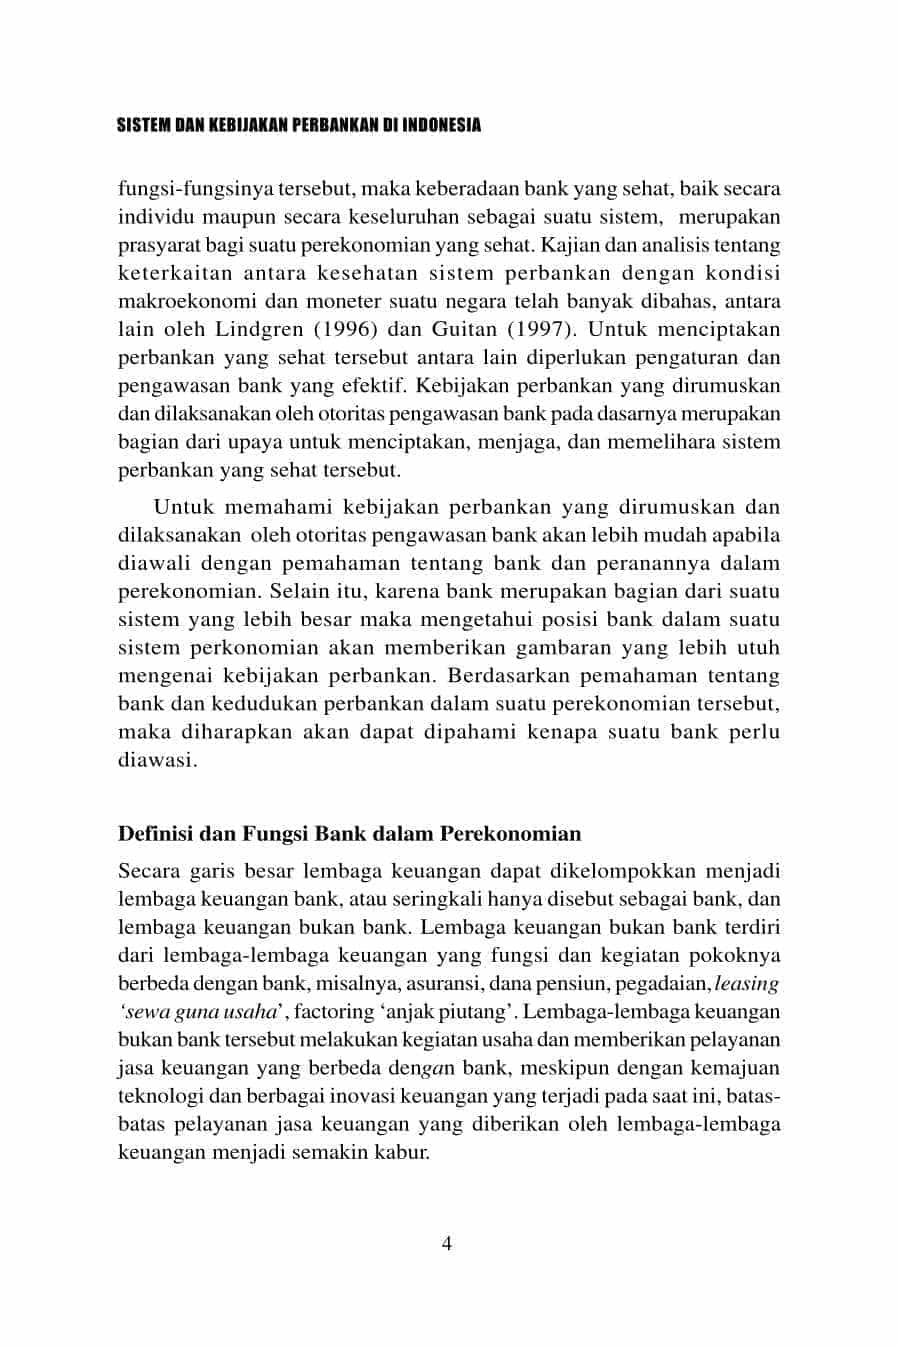 SISTEM DAN KEBIJAKAN PERBANKAN DI INDONESIA
fungsi-fungsinya tersebut, maka keberadaan bank yang sehat, baik secara
individu maupun secara keseluruhan sebagai suatu sistem, merupakan
prasyarat bagi suatu perekonomian yang sehat. Kajian dan analisis tentang
keterkaitan antara kesehatan sistem perbankan dengan kondisi
makroekonomi dan moneter suatu negara telah banyak dibahas, antara
lain oleh Lindgren (1996) dan Guitan (1997). Untuk menciptakan
perbankan yang sehat tersebut antara lain diperlukan pengaturan dan
pengawasan bank yang efektif. Kebijakan perbankan yang dirumuskan
dan dilaksanakan oleh otoritas pengawasan bank pada dasarnya merupakan
bagian dari upaya untuk menciptakan, menjaga, dan memelihara sistem
perbankan yang sehat tersebut.
Untuk memahami kebijakan perbankan yang dirumuskan dan
dilaksanakan oleh otoritas pengawasan bank akan lebih mudah apabila
diawali dengan pemahaman tentang bank dan peranannya dalam
perekonomian. Selain itu, karena bank merupakan bagian dari suatu
sistem yang lebih besar maka mengetahui posisi bank dalam suatu
sistem perkonomian akan memberikan gambaran yang lebih utuh
mengenai kebijakan perbankan. Berdasarkan pemahaman tentang
bank dan kedudukan perbankan dalam suatu perekonomian tersebut,
maka diharapkan akan dapat dipahami kenapa suatu bank perlu
diawasi.
Definisi dan Fungsi Bank dalam Perekonomian
Secara garis besar lembaga keuangan dapat dikelompokkan menjadi
lembaga keuangan bank, atau seringkali hanya disebut sebagai bank, dan
lembaga keuangan bukan bank. Lembaga keuangan bukan bank terdiri
dari lembaga-lembaga keuangan yang fungsi dan kegiatan pokoknya
berbeda dengan bank, misalnya, asuransi, dana pensiun, pegadaian, leasing
‘sewa guna usaha’, factoring ‘anjak piutang’. Lembaga-lembaga keuangan
bukan bank tersebut melakukan kegiatan usaha dan memberikan pelayanan
jasa keuangan yang berbeda dengan bank, meskipun dengan kemajuan
teknologi dan berbagai inovasi keuangan yang terjadi pada saat ini, batas-
batas pelayanan jasa keuangan yang diberikan oleh lembaga-lembaga
keuangan menjadi semakin kabur.
4